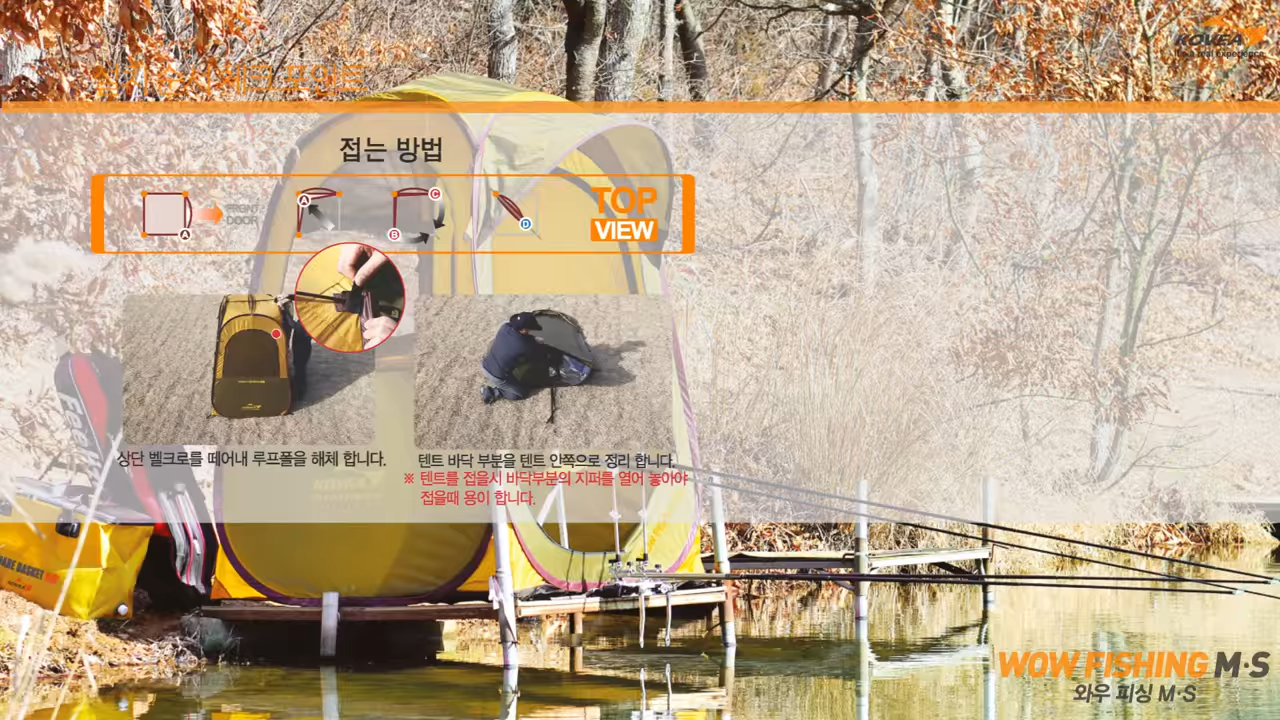 KOVEA
접는 방법
FRONT
DOOR
A
A
B
C
D
TOP
VIEW
상단 벨크로를 떼어내 루프폴을 해체 합니다.
텐트 바닥 부분을 텐트 안쪽으로 정리 합니다.
※ 텐트를 접을시 바닥부분의 지퍼를 열어 놓아야
접을때 용이 합니다.
WOW FISHING M·S
와우 피싱 M·S